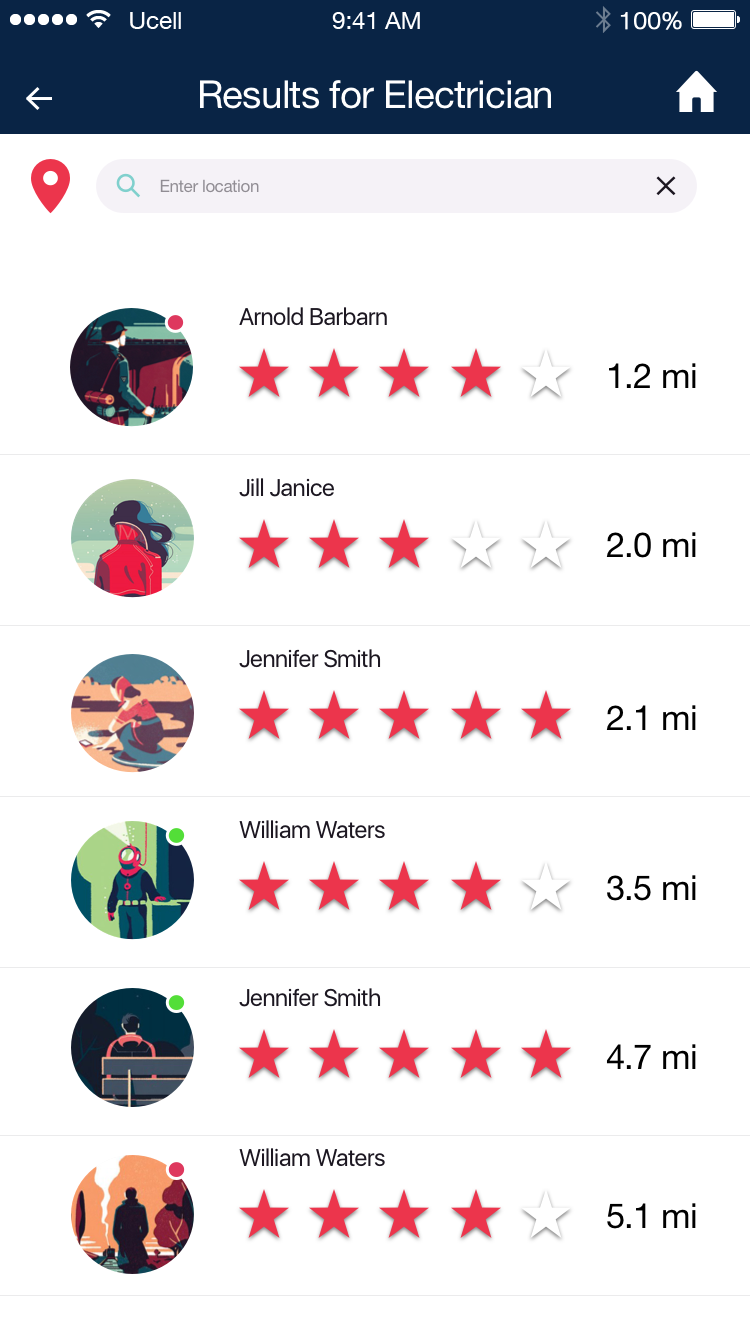 Ucell 9:41 AM 100%
Results for Electrician
Enter location
Arnold Barbarn
1.2 mi
Jill Janice
2.0 mi
Jennifer Smith
2.1 mi
William Waters
3.5 mi
Jennifer Smith
4.7 mi
William Waters
5.1 mi